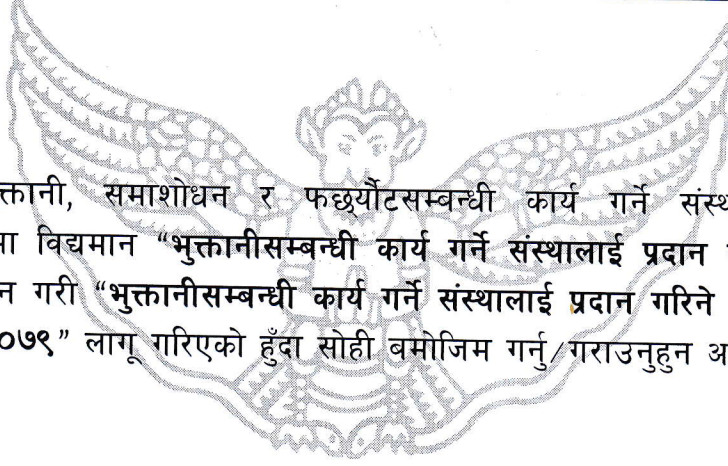 क्तानी, समाशोधन र फछ्र्यौटसम्बन्धी कार्य गर्ने संस्थ
विद्यमान “भुक्तानीसम्बन्धी कार्य गर्ने संस्थालाई प्रदान
न गरी “भुक्तानीसम्बन्धी कार्य गर्ने संस्थालाई प्रदान गरिने
०७९” लागू गरिएको हुँदा सोही बमोजिम गर्नु/गराउनुहुन अ